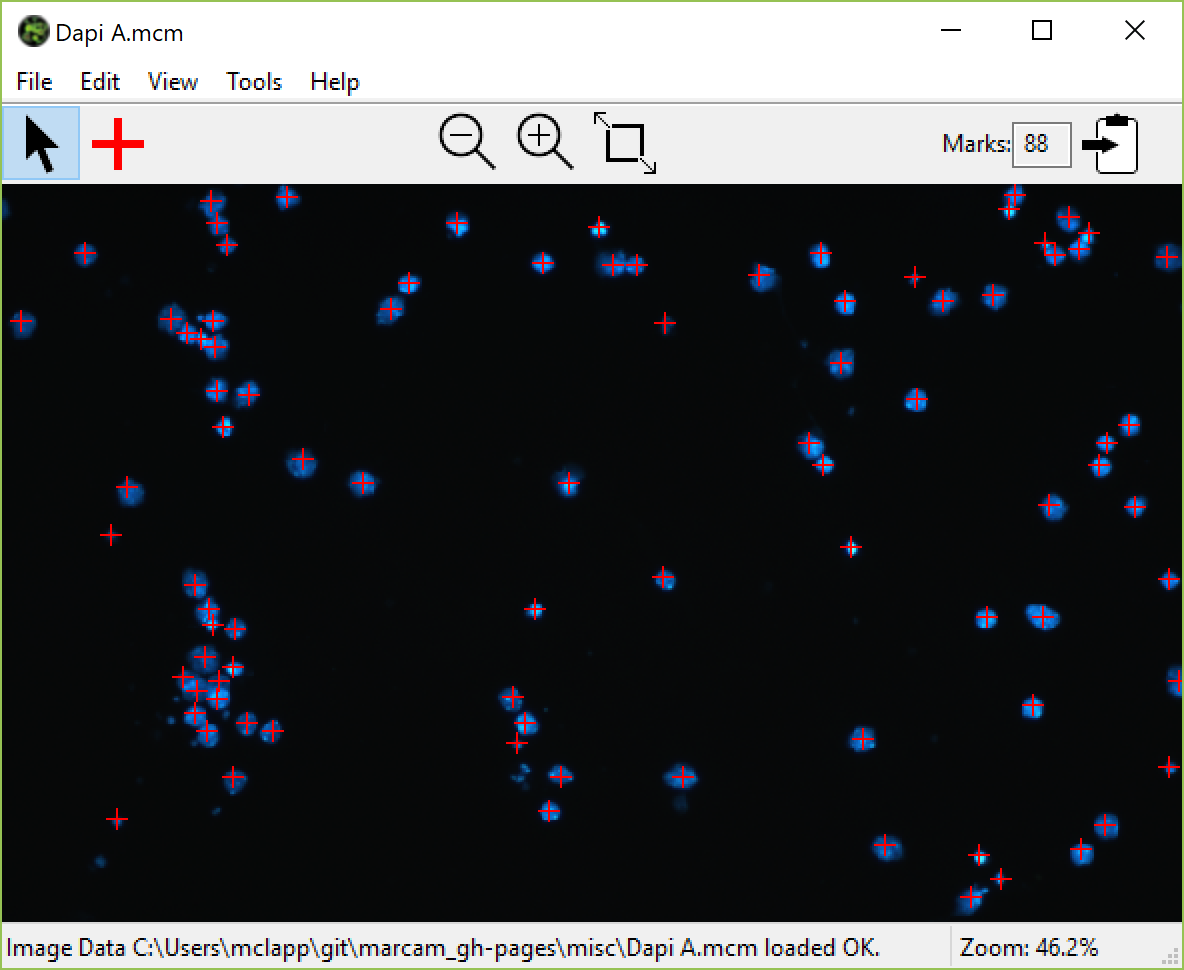 Dapi A.mcm
File Edit View Tools Help
Marks: 88
Image Data C:\Users\mclapp\git\marcam_gh-pages\misc\Dapi A.mcm loaded OK. Zoom: 46.2%